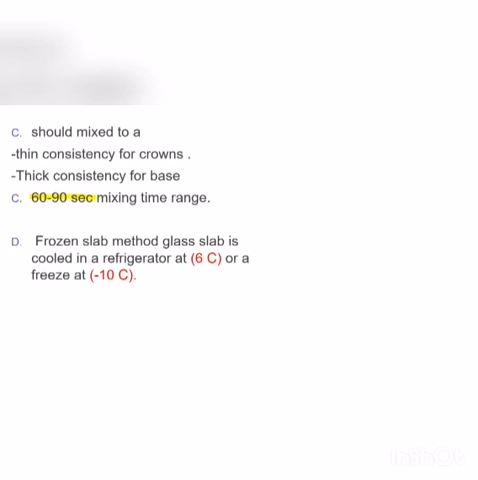 C. should mixed to a
-thin consistency for crowns .
-Thick consistency for base
C. 60-90 sec mixing time range.
D. Frozen slab method glass slab is
cooled in a refrigerator at (6 C) or a
freeze at (-10 C).